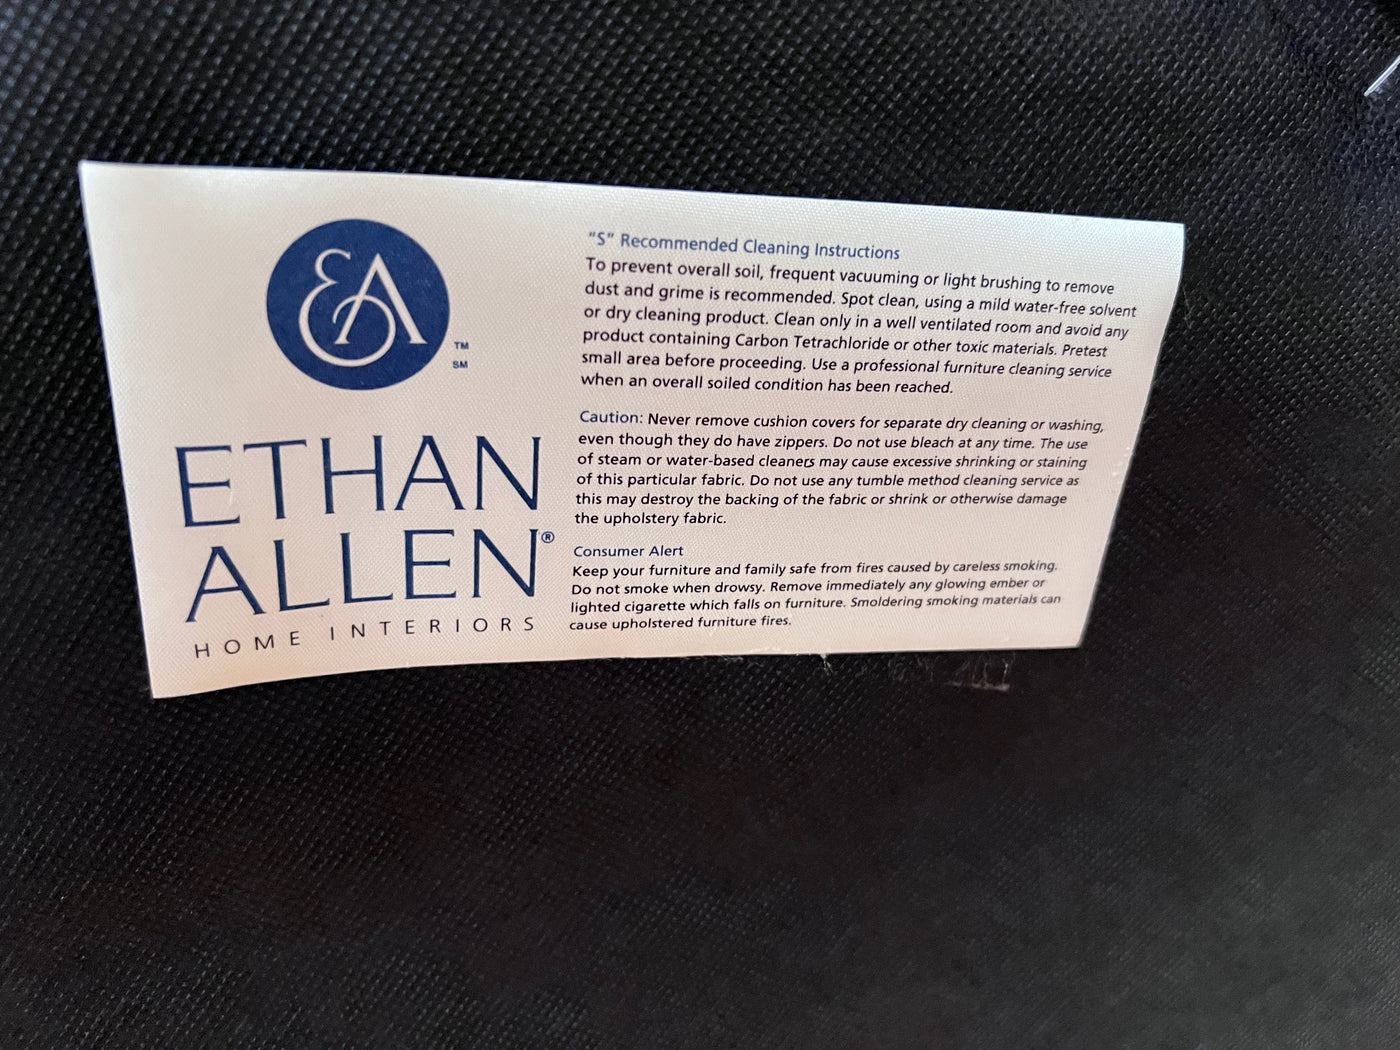 EA
TM
SM
ETHAN
ALLEN®
HOME INTERIORS
"S" Recommended Cleaning Instructions
To prevent overall soil, frequent vacuuming or light brushing to remove
dust and grime is recommended. Spot clean, using a mild water-free solvent
or dry cleaning product. Clean only in a well ventilated room and avoid any
product containing Carbon Tetrachloride or other toxic materials. Pretest
small area before proceeding. Use a professional furniture cleaning service
when an overall soiled condition has been reached.
Caution: Never remove cushion covers for separate dry cleaning or washing,
even though they do have zippers. Do not use bleach at any time. The use
of steam or water-based cleaners may cause excessive shrinking or staining
of this particular fabric. Do not use any tumble method cleaning service as
this may destroy the backing of the fabric or shrink or otherwise damage
the upholstery fabric.
Consumer Alert
Keep your furniture and family safe from fires caused by careless smoking.
Do not smoke when drowsy. Remove immediately any glowing ember or
lighted cigarette which falls on furniture. Smoldering smoking materials can
cause upholstered furniture fires.